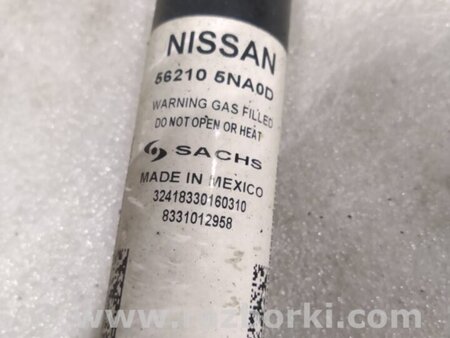 NISSAN
56210 5NA0D
WARNING GAS FILLED
DO NOT OPEN OR HEAT
SACHS
MADE IN MEXICO
32418330160310
8331012958
www.razborki.com